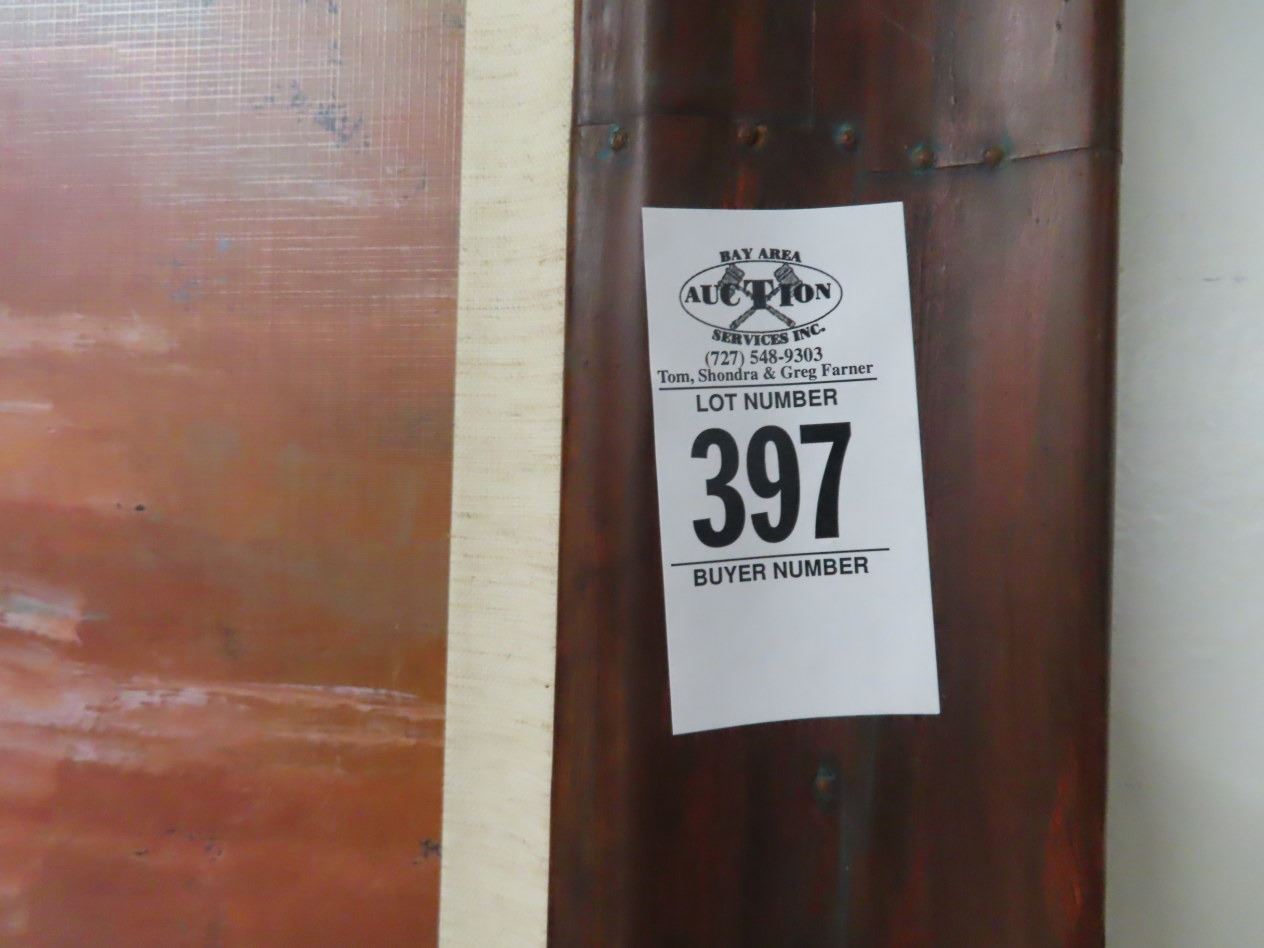 BAY AREA
AUCTION
SERVICES INC.
(727) 548-9303
Tom, Shondra & Greg Farner
LOT NUMBER
397
BUYER NUMBER